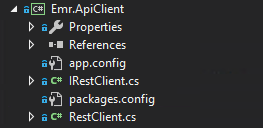 Emr.ApiClient
Properties
References
app.config
IRestClient.cs
packages.config
RestClient.cs